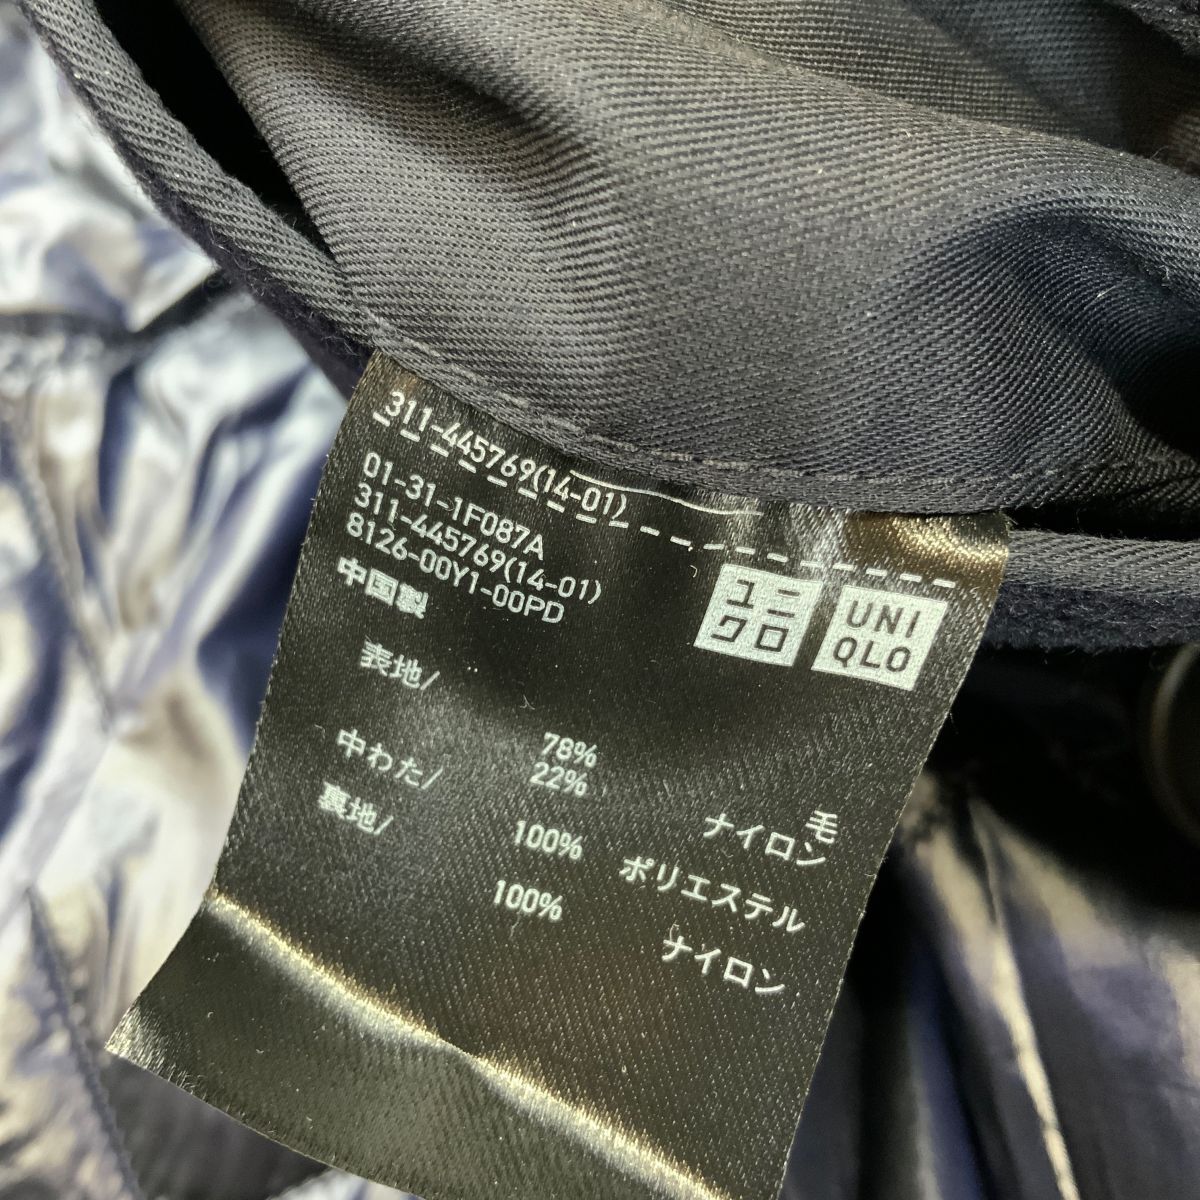 311-445769(14-01)
01-31-1F087A
311-445769(14-01)
8126-00Y1-00PD
中国製
ユニ
クロ
UNI
QLO
表地/
78% 毛
22% ナイロン
中わた/
100% ポリエステル
裏地/
100% ナイロン